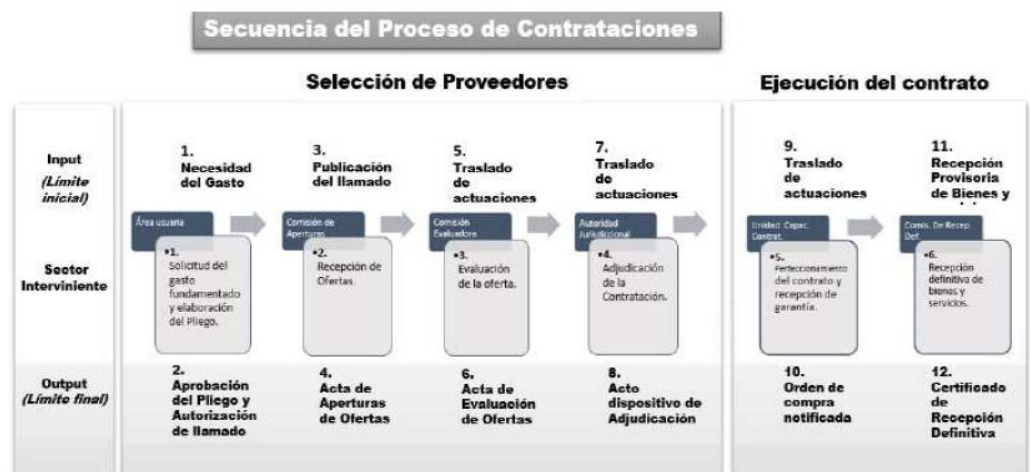 Secuencia del Proceso de Contrataciones
Selección de Proveedores
Ejecución del contrato
Input
(Límite
inicial)
1.
Necesidad
del Gasto
3.
Publicación
del llamado
5.
Traslado
de
actuaciones
7.
Traslado
de
actuaciones
9.
Traslado
de
actuaciones
11.
Recepción
Provisoria
de Bienes y
Sector
Interviniente
Área usuaria
•1.
Solicitud del
gasto
fundamentado
y elaboración
del Pliego.
Comisión de
Aperturas
•2.
Recepción de
Ofertas.
Comisión
Evaluadora
•3.
Evaluación
de la oferta.
Autoridad
Jurisdiccional
•4.
Adjudicación
de la
Contratación.
Unidad. Copac.
Contrat.
•5.
Perfeccionamiento
del contrato y
recepción de
garantía.
Comis. De Recep.
Def.
•6.
Recepción
definitiva de
bienes y
servicios.
Output
(Límite final)
2.
Aprobación
del Pliego y
Autorización
de llamado
4.
Acta de
Aperturas
de Ofertas
6.
Acta de
Evaluación
de Ofertas
8.
Acto
dispositivo de
Adjudicación
10.
Orden de
compra
notificada
12.
Certificado
de
Recepción
Definitiva